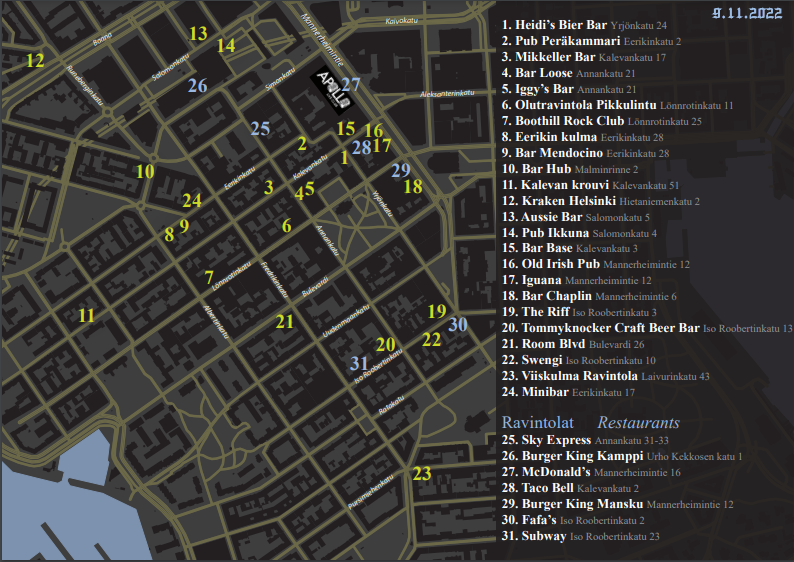 9.11.2022
1. Heidi's Bier Bar Yrjönkatu 24
2. Pub Peräkammari Eerikinkatu 2
3. Mikkeller Bar Kalevankatu 17
4. Bar Loose Annankatu 21
5. Iggy's Bar Annankatu 21
6. Olutravintola Pikkulintu Lönnrotinkatu 11
7. Boothill Rock Club Lönnrotinkatu 25
8. Eerikin kulma Eerikinkatu 28
9. Bar Mendocino Eerikinkatu 28
10. Bar Hub Malminrinne 2
11. Kalevan krouvi Kalevankatu 51
12. Kraken Helsinki Hietaniemenkatu 2
13. Aussie Bar Salomonkatu 5
14. Pub Ikkuna Salomonkatu 4
15. Bar Base Kalevankatu 3
16. Old Irish Pub Mannerheimintie 12
17. Iguana Mannerheimintie 12
18. Bar Chaplin Mannerheimintie 6
19. The Riff Iso Roobertinkatu 3
20. Tommyknocker Craft Beer Bar Iso Roobertinkatu 13
21. Room Blvd Bulevardi 26
22. Swengi Iso Roobertinkatu 10
23. Viiskulma Ravintola Laivurinkatu 43
24. Minibar Eerikinkatu 17
Ravintolat Restaurants
25. Sky Express Annankatu 31-33
26. Burger King Kamppi Urho Kekkosen katu 1
27. McDonald's Mannerheimintie 16
28. Taco Bell Kalevankatu 2
29. Burger King Mansku Mannerheimintie 12
30. Fafa's Iso Roobertinkatu 2
31. Subway Iso Roobertinkatu 23
Mannerheimintie
Kaivokatu
Baana
13
14
12
Salomonkatu
Runeberginkatu
26
Simonkatu
APOLLO
27
Aleksanterinkatu
25
15
16
2
28
17
1
Kalevankatu
10
29
Eerikinkatu
3
4
5
18
24
Yrjönkatu
6
8
9
Annankatu
7
Lönnrotinkatu
Fredrikinkatu
Bulevardi
11
Albertinkatu
21
Uudenmaankatu
19
30
20
22
31
Iso Roobertinkatu
Ratakatu
23
Pursimiehenkatu